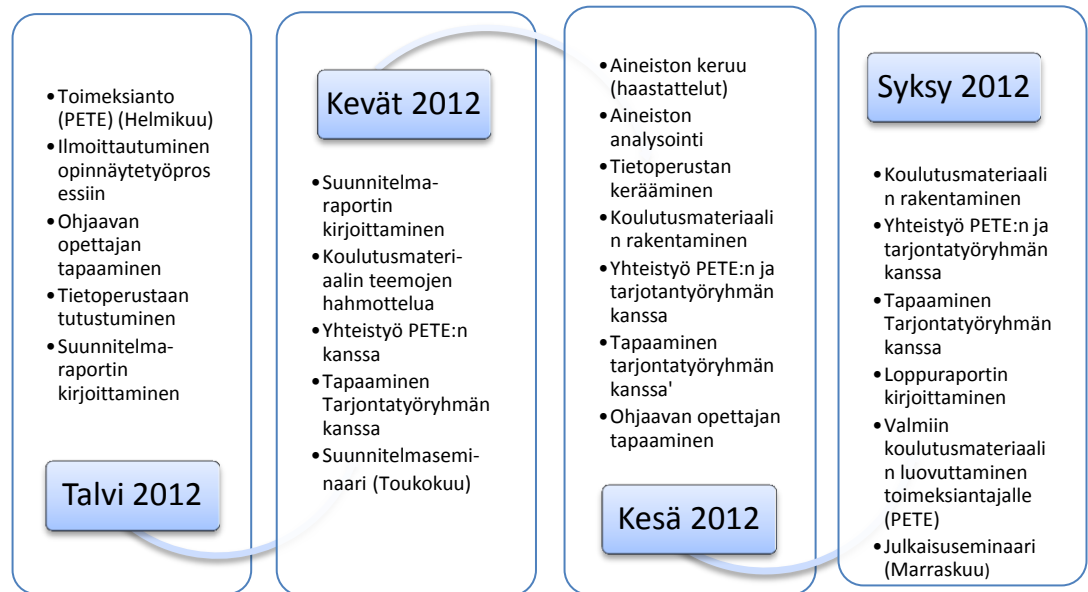 •Toimeksianto
(PETE) (Helmikuu)
•Ilmoittautuminen
opinnäytetyöpros
essiin
•Ohjaavan
opettajan
tapaaminen
•Tietoperustaan
tutustuminen
•Suunnitelma-
raportin
kirjoittaminen
Talvi 2012
Kevät 2012
•Suunnitelma-
raportin
kirjoittaminen
•Koulutusmateri-
aalin teemojen
hahmottelua
•Yhteistyö PETE:n
kanssa
•Tapaaminen
Tarjontatyöryhmän
kanssa
•Suunnitelmasemi-
naari (Toukokuu)
•Aineiston keruu
(haastattelut)
•Aineiston
analysointi
•Tietoperustan
kerääminen
•Koulutusmateriaali
n rakentaminen
•Yhteistyö PETE:n ja
tarjotantyöryhmän
kanssa
•Tapaaminen
tarjontatyöryhmän
kanssa'
•Ohjaavan opettajan
tapaaminen
Kesä 2012
Syksy 2012
•Koulutusmateriaali
n rakentaminen
•Yhteistyö PETE:n ja
tarjontatyöryhmän
kanssa
•Tapaaminen
Tarjontatyöryhmän
kanssa
•Loppuraportin
kirjoittaminen
•Valmiin
koulutusmateriaali
n luovuttaminen
toimeksiantajalle
(PETE)
•Julkaisuseminaari
(Marraskuu)